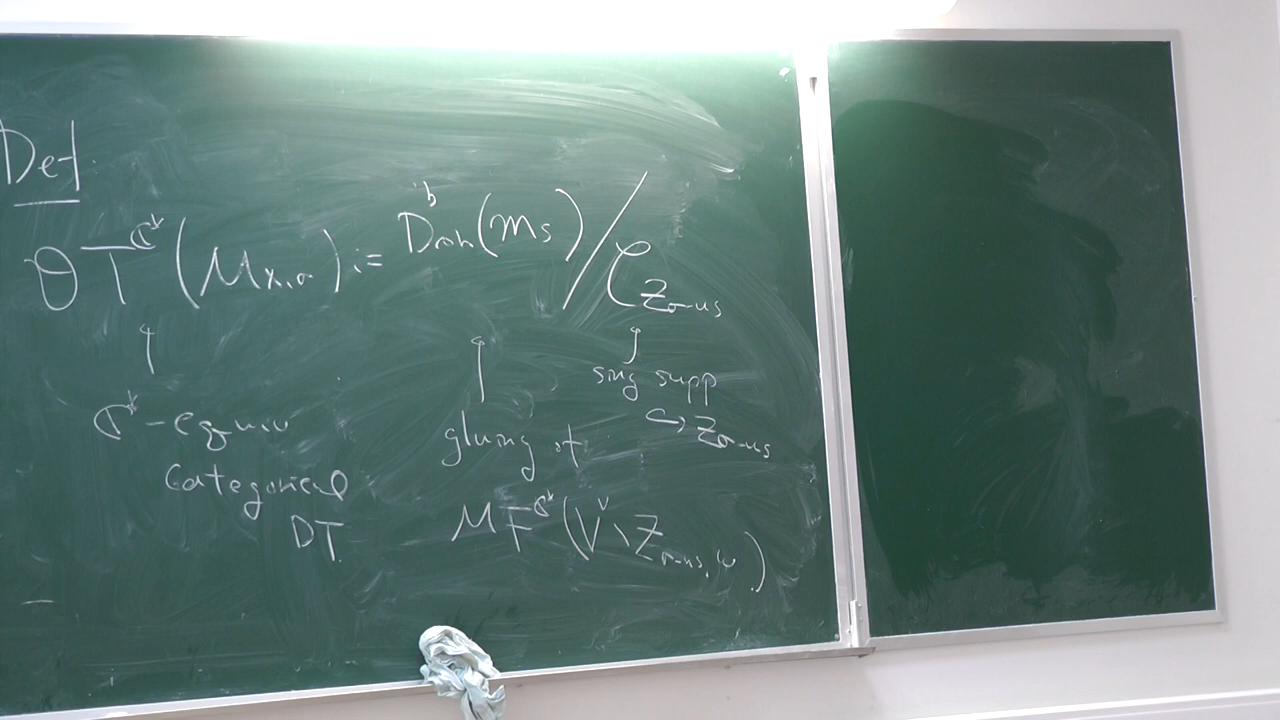 Def.
DT^{ℂ*}(M_{X,σ}) := D^b_{coh}(𝔐_S) / 𝒞_{Z_{σ-us}}
↑ ↑ ↑
ℂ*-equiv gluing of sing supp
categorical MF^{ℂ*}(V^∨ \ Z_{σ-us}, w) ⊂ Z_{σ-us}
DT